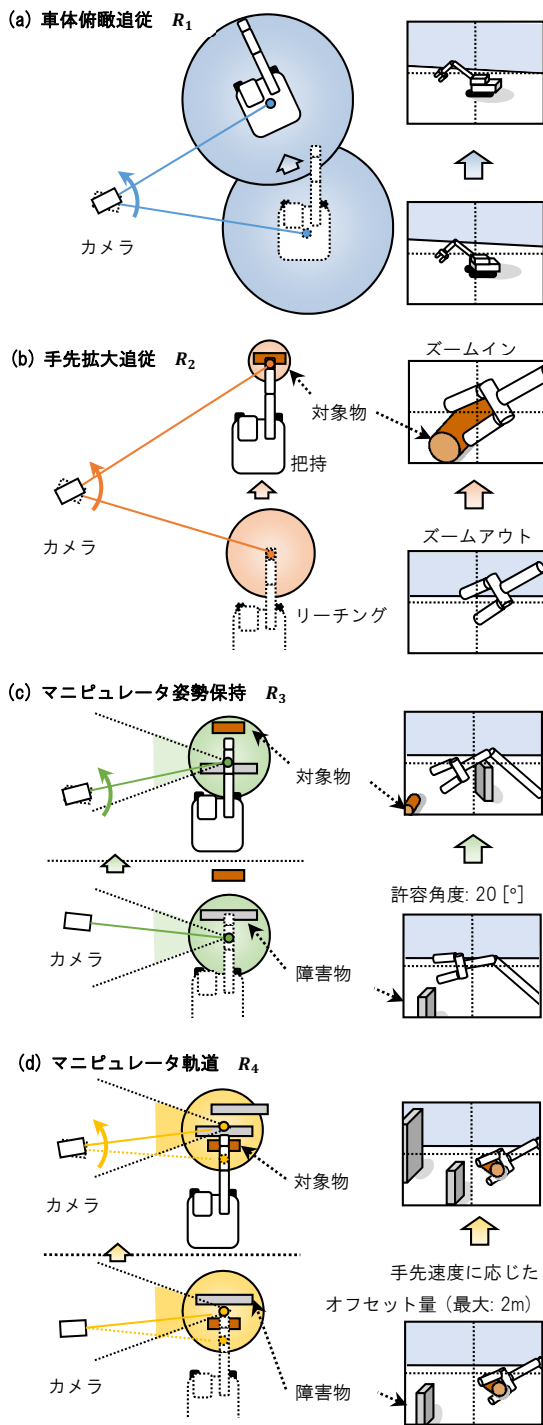 (a) 車体俯瞰追従 R1
カメラ
(b) 手先拡大追従 R2
ズームイン
対象物
把持
カメラ
ズームアウト
リーチング
(c) マニピュレータ姿勢保持 R3
対象物
許容角度: 20 [°]
カメラ
障害物
(d) マニピュレータ軌道 R4
対象物
カメラ
手先速度に応じた
オフセット量 (最大: 2m)
カメラ
障害物